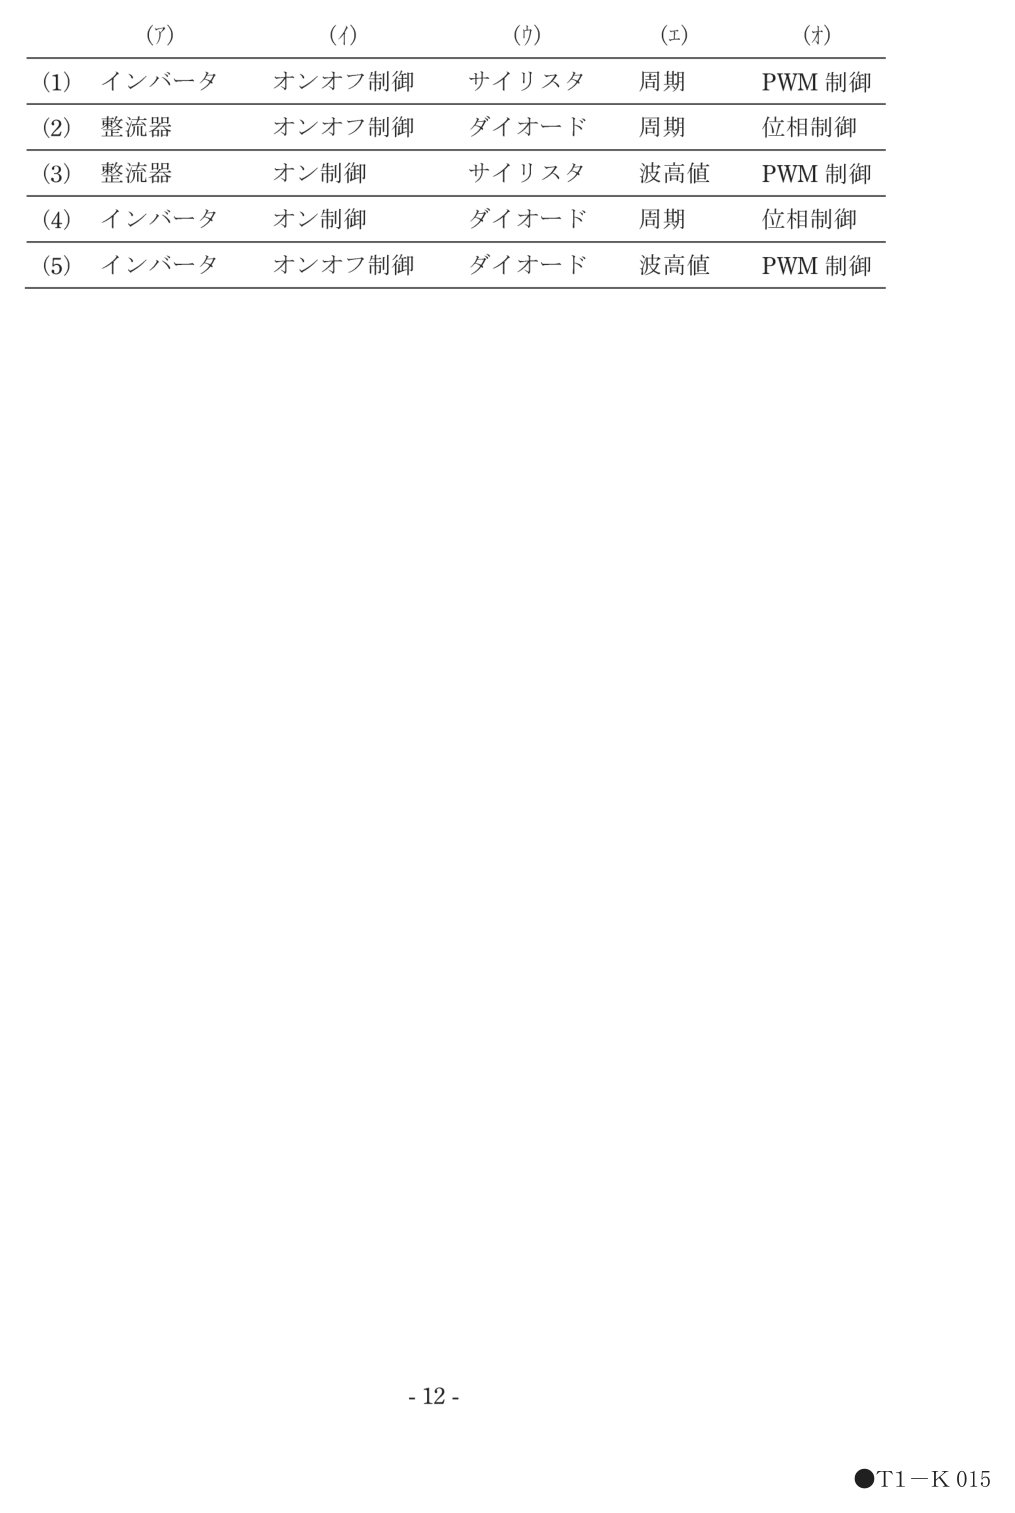 (ア) (イ) (ウ) (エ) (オ)
(1) インバータ オンオフ制御 サイリスタ 周期 PWM 制御
(2) 整流器 オンオフ制御 ダイオード 周期 位相制御
(3) 整流器 オン制御 サイリスタ 波高値 PWM 制御
(4) インバータ オン制御 ダイオード 周期 位相制御
(5) インバータ オンオフ制御 ダイオード 波高値 PWM 制御
- 12 -
●T1－K 015